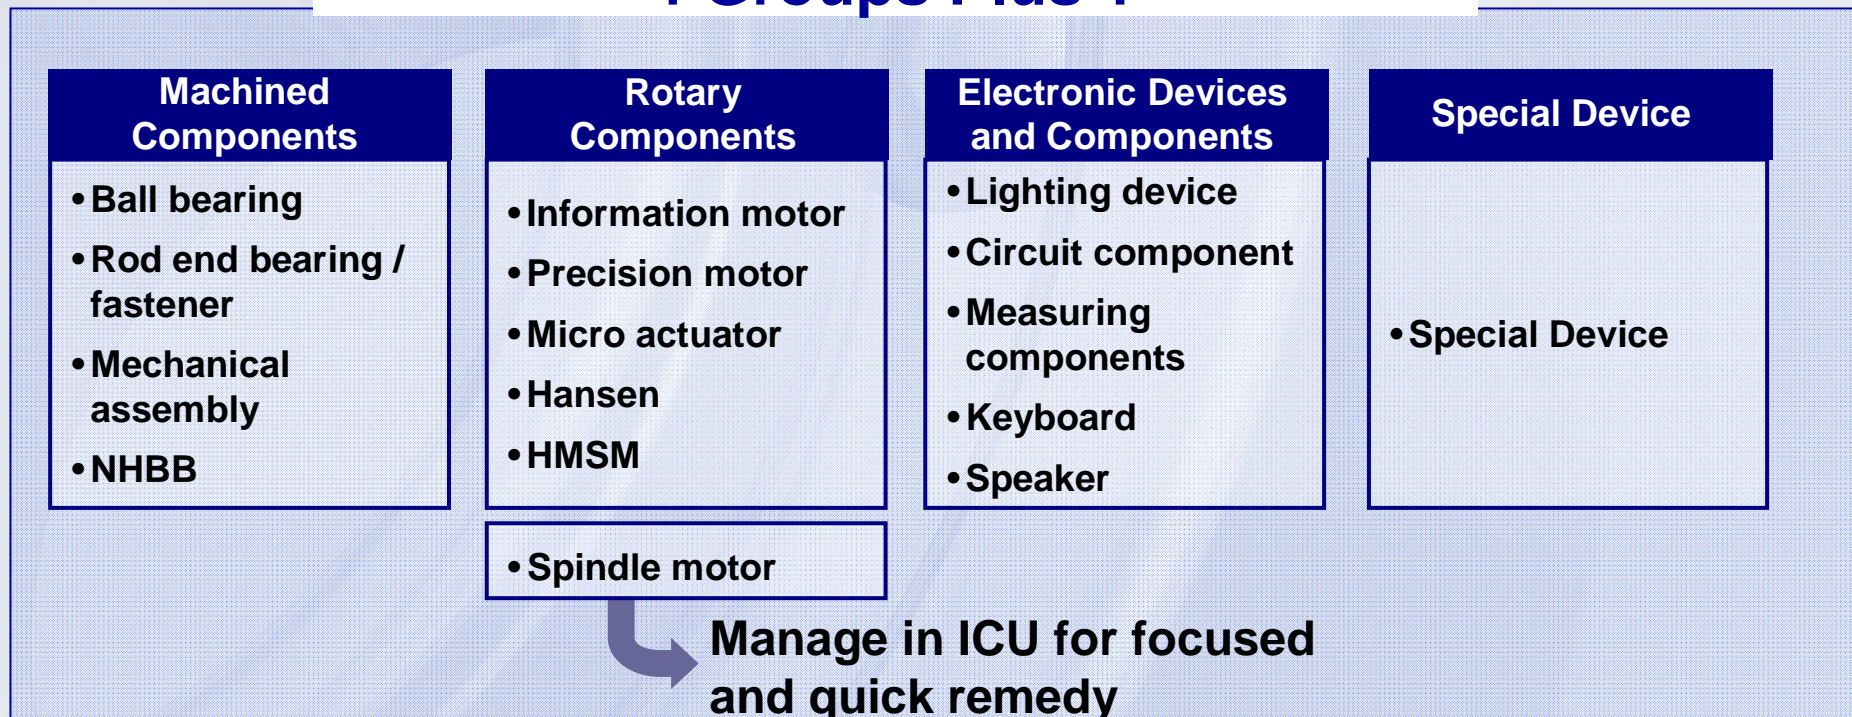 Groups Plus
Machined
Components
•Ball bearing
•Rod end bearing /
fastener
•Mechanical
assembly
•NHBB
Rotary
Components
•Information motor
•Precision motor
•Micro actuator
•Hansen
•HMSM
•Spindle motor
Electronic Devices
and Components
•Lighting device
•Circuit component
•Measuring
components
•Keyboard
•Speaker
Special Device
•Special Device
Manage in ICU for focused
and quick remedy